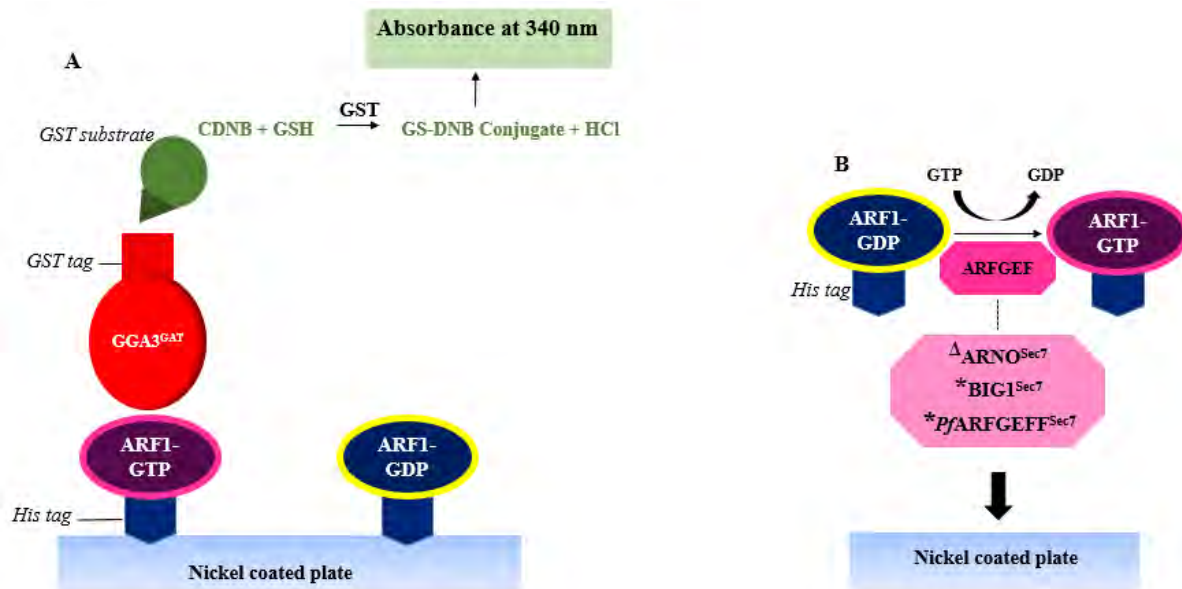 Absorbance at 340 nm
A
GST substrate
CDNB + GSH
GST
GS-DNB Conjugate + HCl
GST tag
GGA3GAT
ARF1-
GTP
ARF1-
GDP
His tag
Nickel coated plate
B
GTP
GDP
ARF1-
GDP
ARF1-
GTP
ARFGEF
His tag
ΔARNOSec7
*BIG1Sec7
*PfARFGEFFSec7
Nickel coated plate